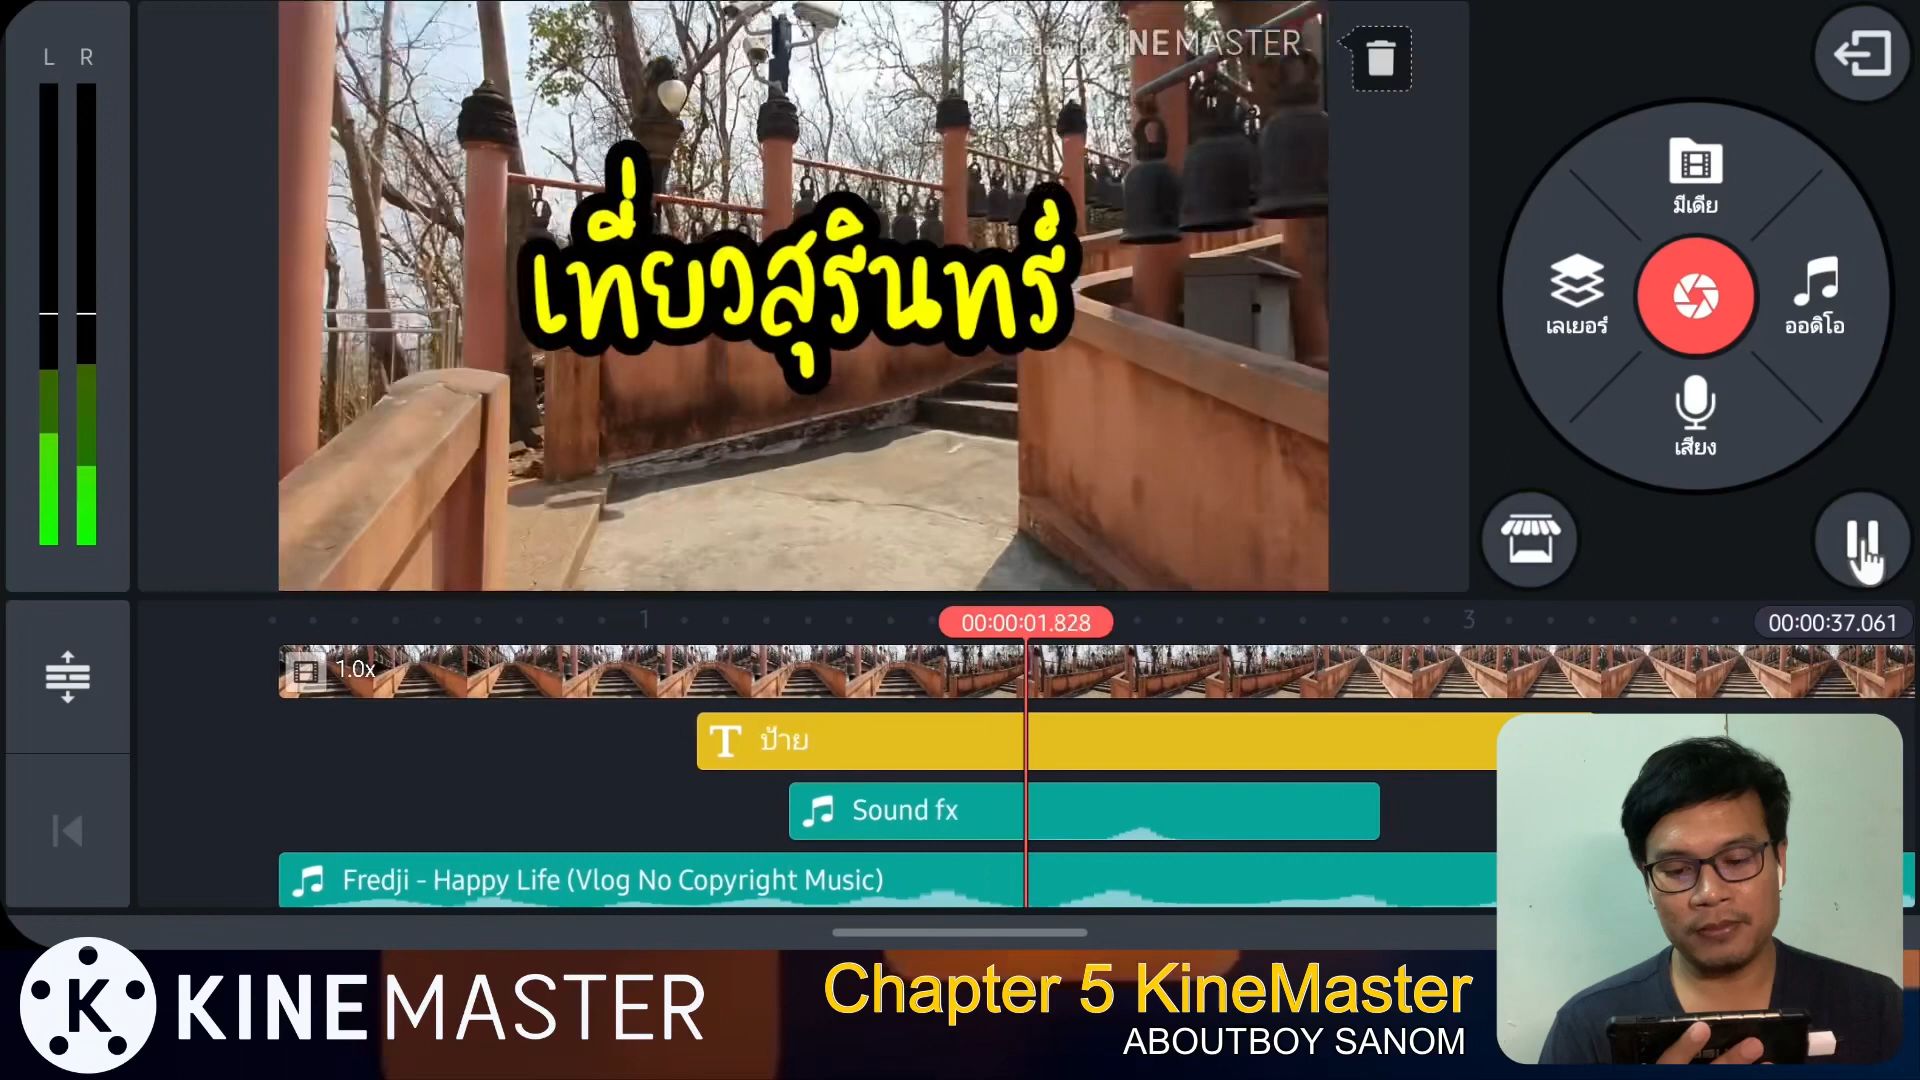 L R
Made with KINEMASTER
เที่ยวสุรินทร์
มีเดีย
เลเยอร์
ออดิโอ
เสียง
1
00:00:01.828
3
00:00:37.061
1.0x
T ป้าย
Sound fx
Fredji - Happy Life (Vlog No Copyright Music)
K KINEMASTER
Chapter 5 KineMaster
ABOUTBOY SANOM